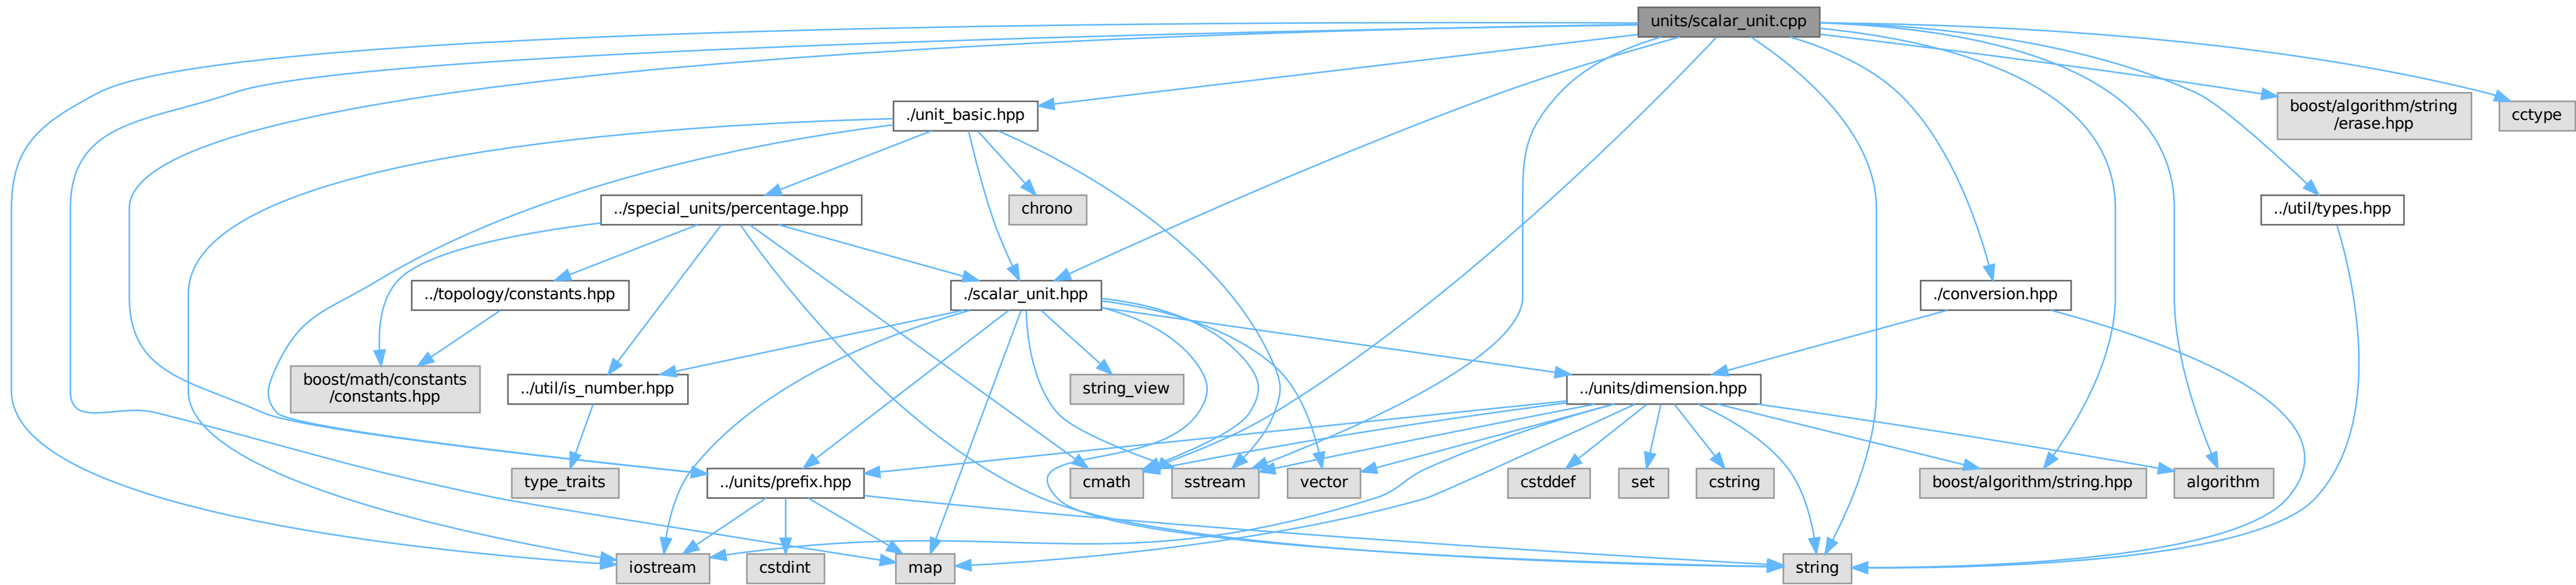 units/scalar_unit.cpp
./unit_basic.hpp
boost/algorithm/string
/erase.hpp
cctype
../special_units/percentage.hpp
chrono
../util/types.hpp
../topology/constants.hpp
./scalar_unit.hpp
./conversion.hpp
boost/math/constants
/constants.hpp
../util/is_number.hpp
string_view
../units/dimension.hpp
type_traits
../units/prefix.hpp
cmath
sstream
vector
cstddef
set
cstring
boost/algorithm/string.hpp
algorithm
iostream
cstdint
map
string